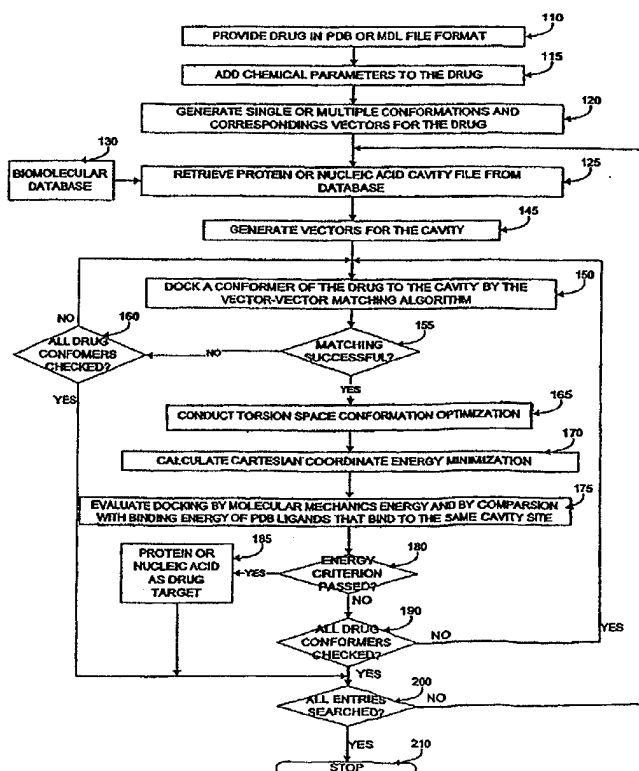 110
PROVIDE DRUG IN PDB OR MDL FILE FORMAT
115
ADD CHEMICAL PARAMETERS TO THE DRUG
120
GENERATE SINGLE OR MULTIPLE CONFORMATIONS AND
CORRESPONDINGS VECTORS FOR THE DRUG
130
BIOMOLECULAR
DATABASE
125
RETRIEVE PROTEIN OR NUCLEIC ACID CAVITY FILE FROM
DATABASE
145
GENERATE VECTORS FOR THE CAVITY
150
DOCK A CONFORMER OF THE DRUG TO THE CAVITY BY THE
VECTOR-VECTOR MATCHING ALGORITHM
NO
160
ALL DRUG
CONFOMERS
CHECKED?
NO
155
MATCHING
SUCCESSFUL?
YES
YES
165
CONDUCT TORSION SPACE CONFORMATION OPTIMIZATION
170
CALCULATE CARTESIAN COORDINATE ENERGY MINIMIZATION
175
EVALUATE DOCKING BY MOLECULAR MECHANICS ENERGY AND BY COMPARSION
WITH BINDING ENERGY OF PDB LIGANDS THAT BIND TO THE SAME CAVITY SITE
185
PROTEIN OR
NUCLEIC ACID
AS DRUG
TARGET
YES
180
ENERGY
CRITERION
PASSED?
NO
190
ALL DRUG
CONFORMERS
CHECKED?
NO
YES
YES
200
ALL ENTRIES
SEARCHED?
NO
YES
210
STOP